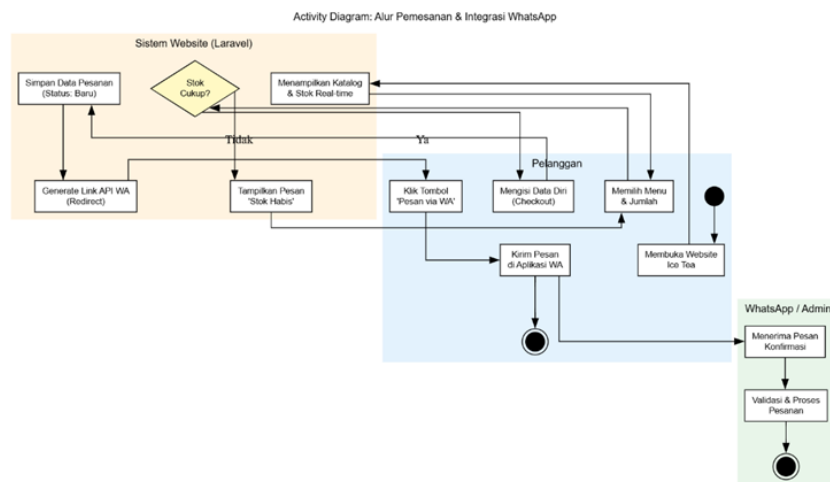 Activity Diagram: Alur Pemesanan & Integrasi WhatsApp
Sistem Website (Laravel)
Simpan Data Pesanan
(Status: Baru)
Stok
Cukup?
Menampilkan Katalog
& Stok Real-time
Tidak
Ya
Pelanggan
Generate Link API WA
(Redirect)
Tampilkan Pesan
'Stok Habis'
Klik Tombol
'Pesan via WA'
Mengisi Data Diri
(Checkout)
Memilih Menu
& Jumlah
Kirim Pesan
di Aplikasi WA
Membuka Website
Ice Tea
WhatsApp / Admin
Menerima Pesan
Konfirmasi
Validasi & Proses
Pesanan